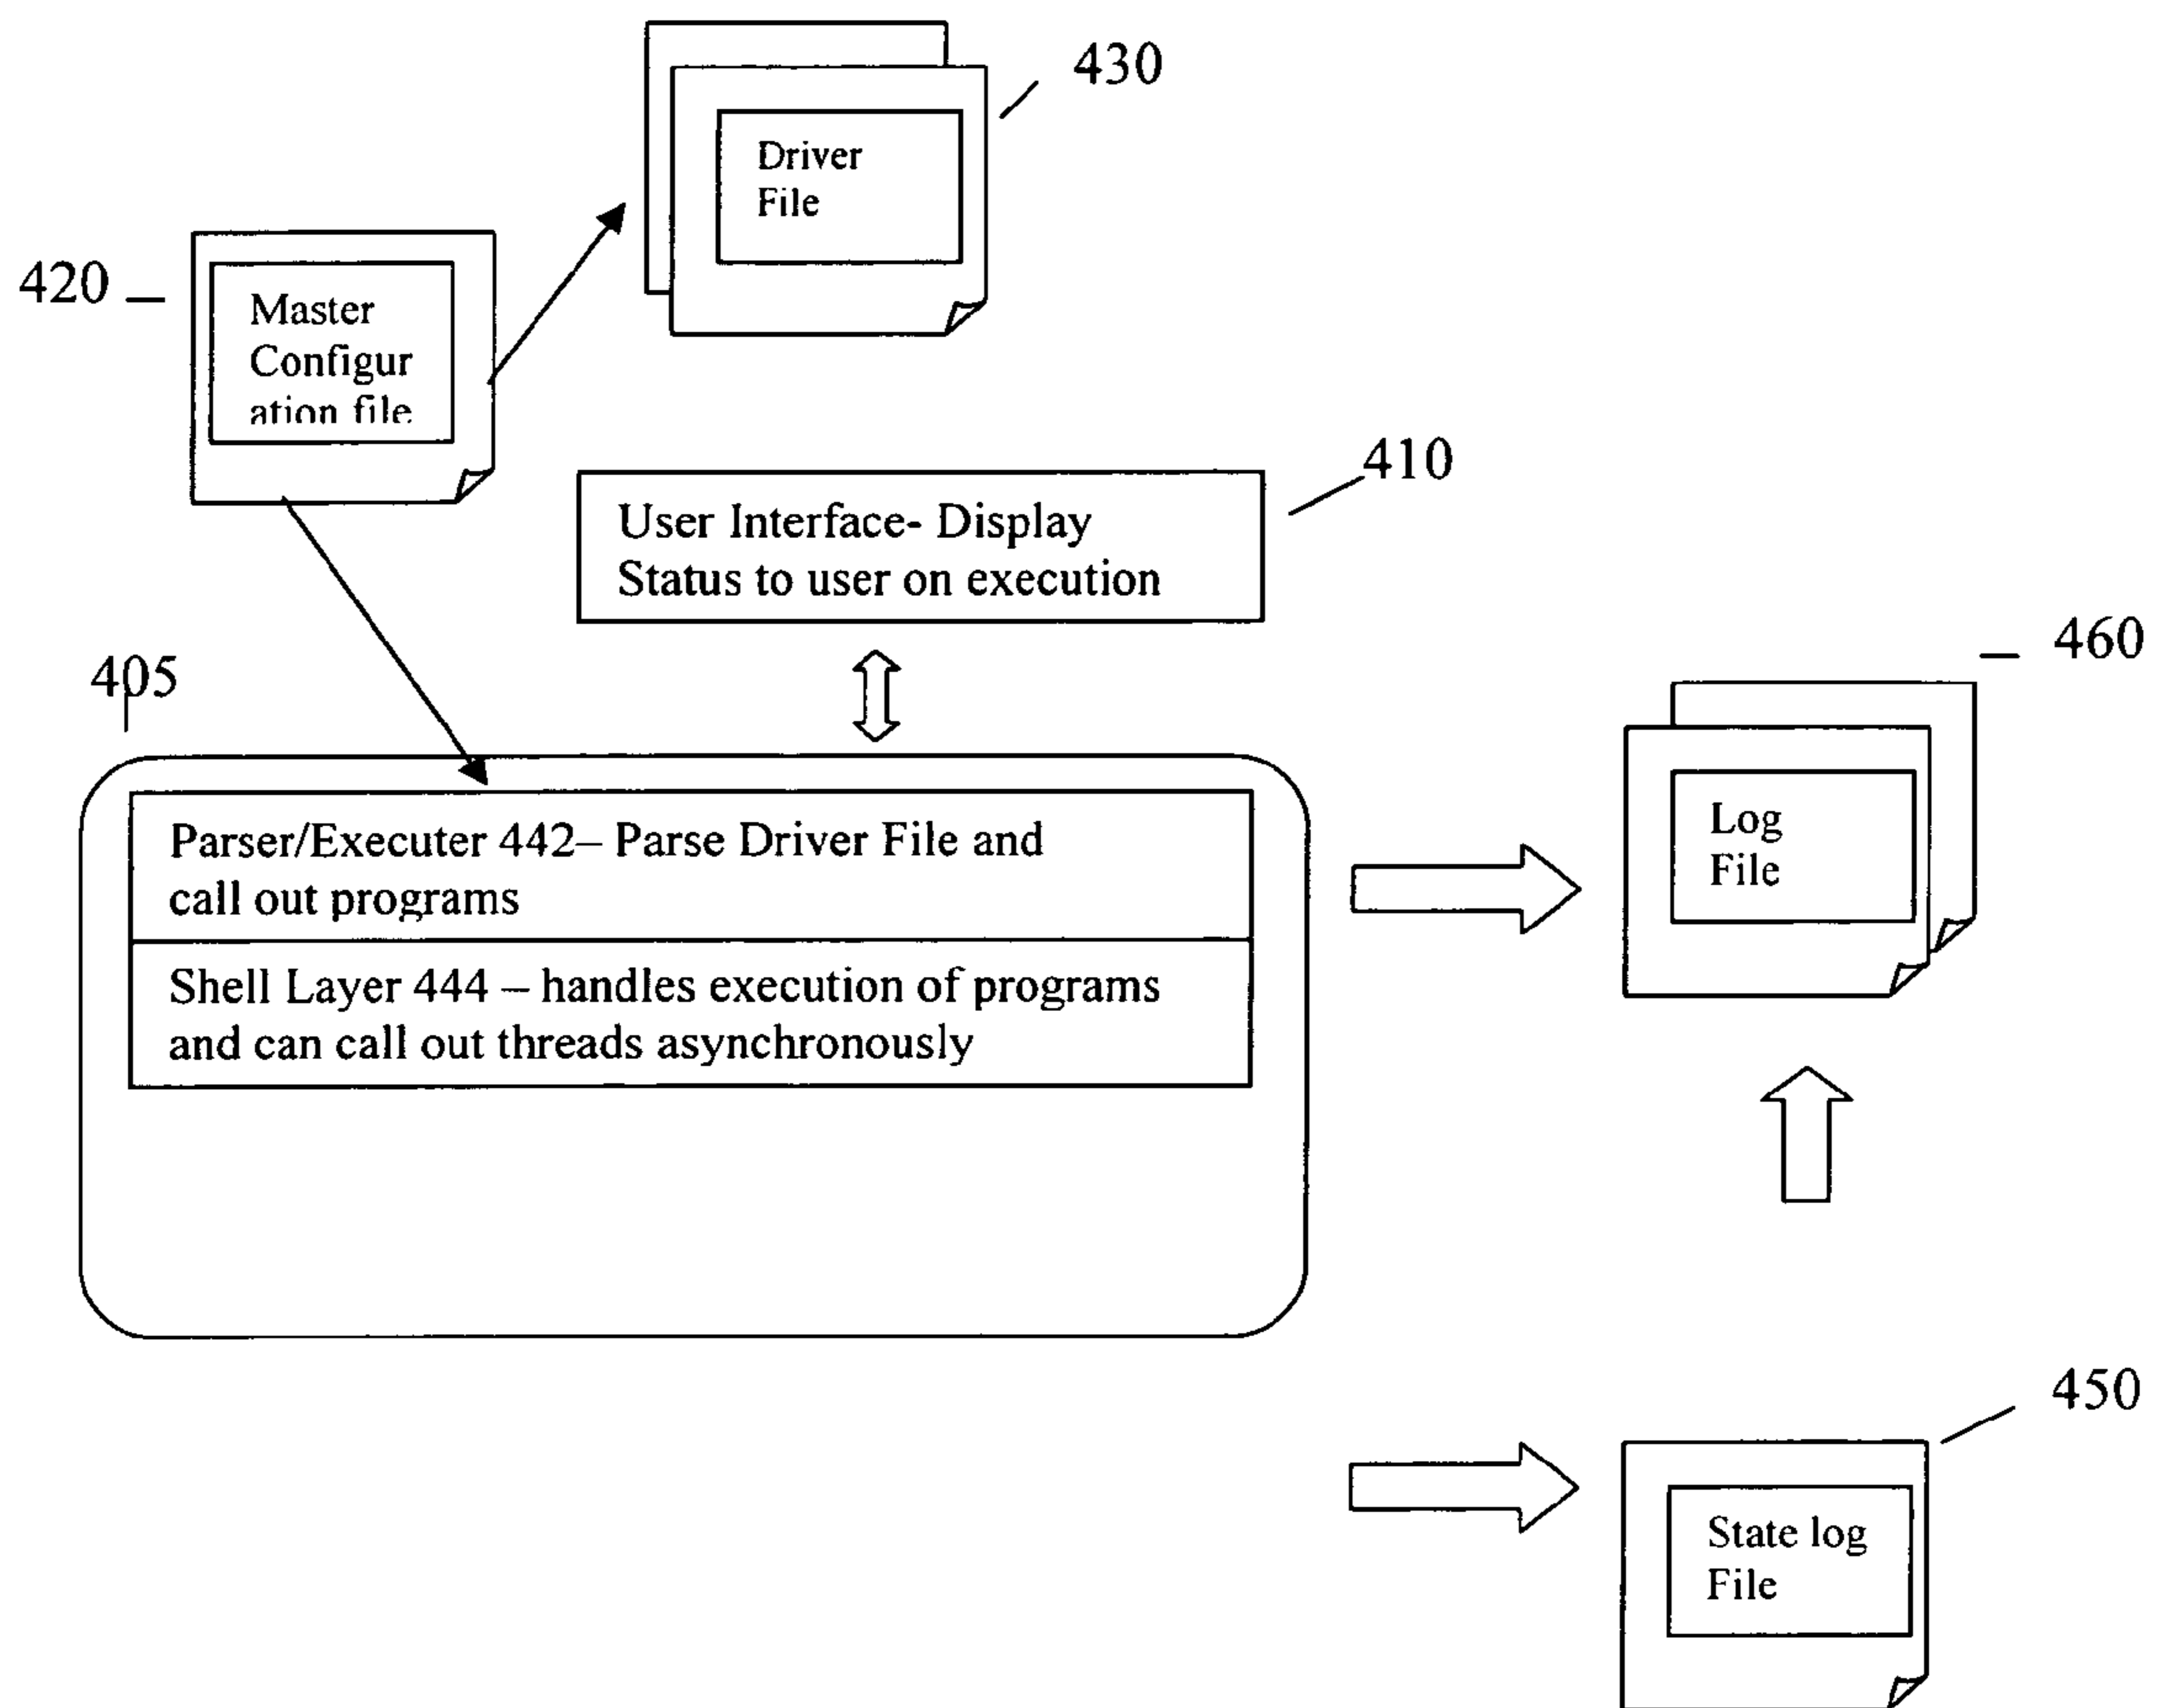 430
Driver
File
420
Master
Configur
ation file
410
User Interface- Display
Status to user on execution
405
460
Parser/Executer 442– Parse Driver File and
call out programs
Log
File
Shell Layer 444 – handles execution of programs
and can call out threads asynchronously
450
State log
File